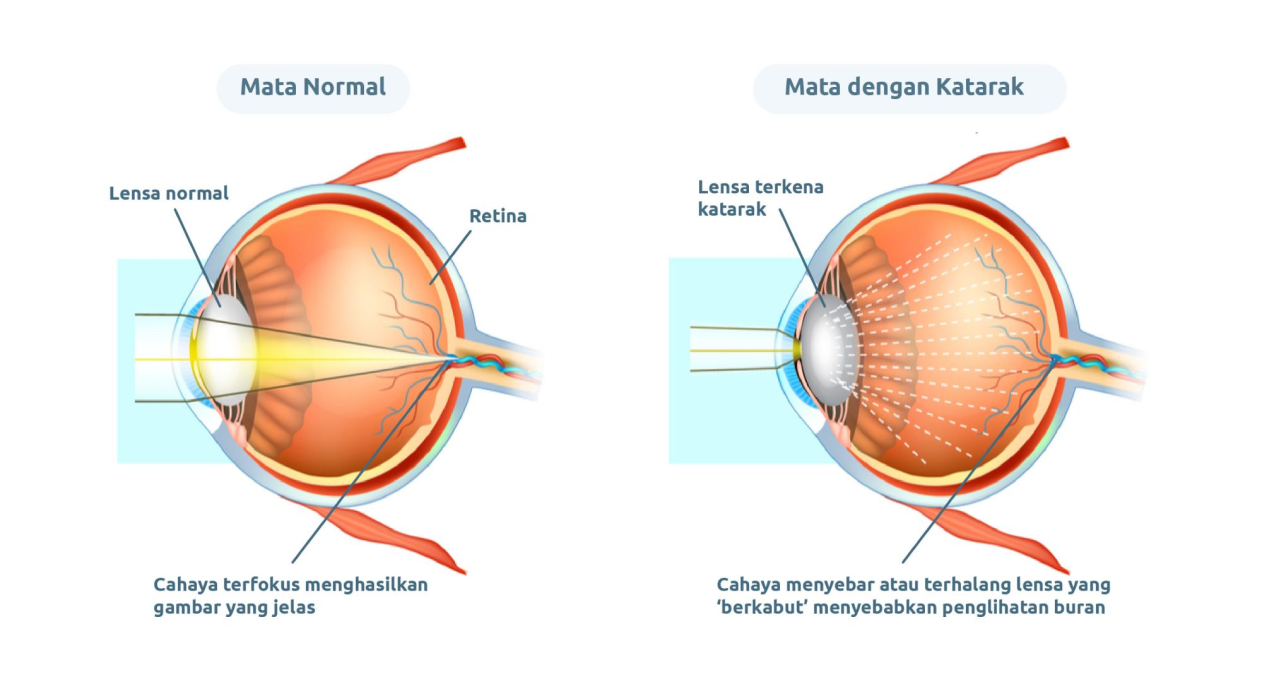 Mata Normal
Mata dengan Katarak
Lensa normal
Retina
Lensa terkena
katarak
Cahaya terfokus menghasilkan
gambar yang jelas
Cahaya menyebar atau terhalang lensa yang
‘berkabut’ menyebabkan penglihatan buran